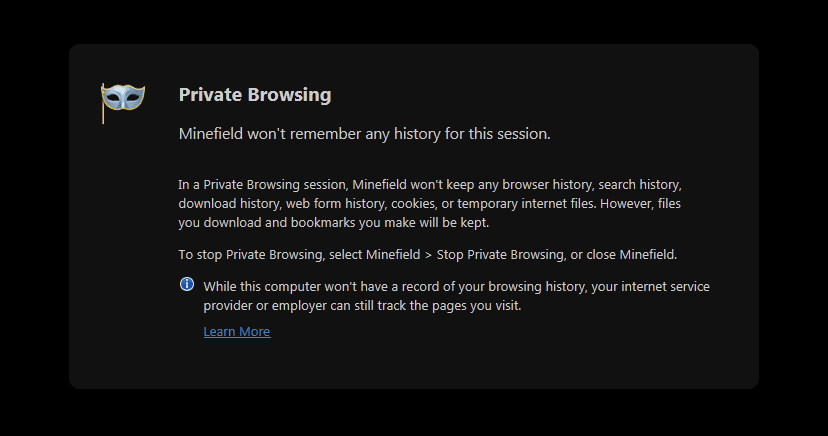 Private Browsing
Minefield won't remember any history for this session.
In a Private Browsing session, Minefield won't keep any browser history, search history,
download history, web form history, cookies, or temporary internet files. However, files
you download and bookmarks you make will be kept.
To stop Private Browsing, select Minefield > Stop Private Browsing, or close Minefield.
While this computer won't have a record of your browsing history, your internet service
provider or employer can still track the pages you visit.
Learn More